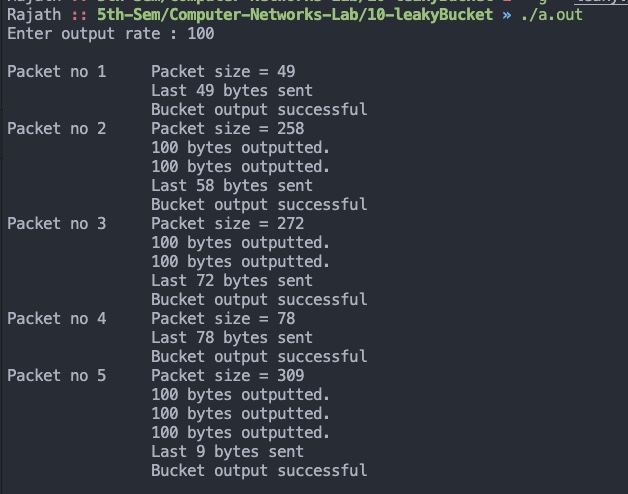 Rajath :: 5th-Sem/Computer-Networks-Lab/10-leakyBucket » ./a.out
Enter output rate : 100
Packet no 1 Packet size = 49
Last 49 bytes sent
Bucket output successful
Packet no 2 Packet size = 258
100 bytes outputted.
100 bytes outputted.
Last 58 bytes sent
Bucket output successful
Packet no 3 Packet size = 272
100 bytes outputted.
100 bytes outputted.
Last 72 bytes sent
Bucket output successful
Packet no 4 Packet size = 78
Last 78 bytes sent
Bucket output successful
Packet no 5 Packet size = 309
100 bytes outputted.
100 bytes outputted.
100 bytes outputted.
Last 9 bytes sent
Bucket output successful